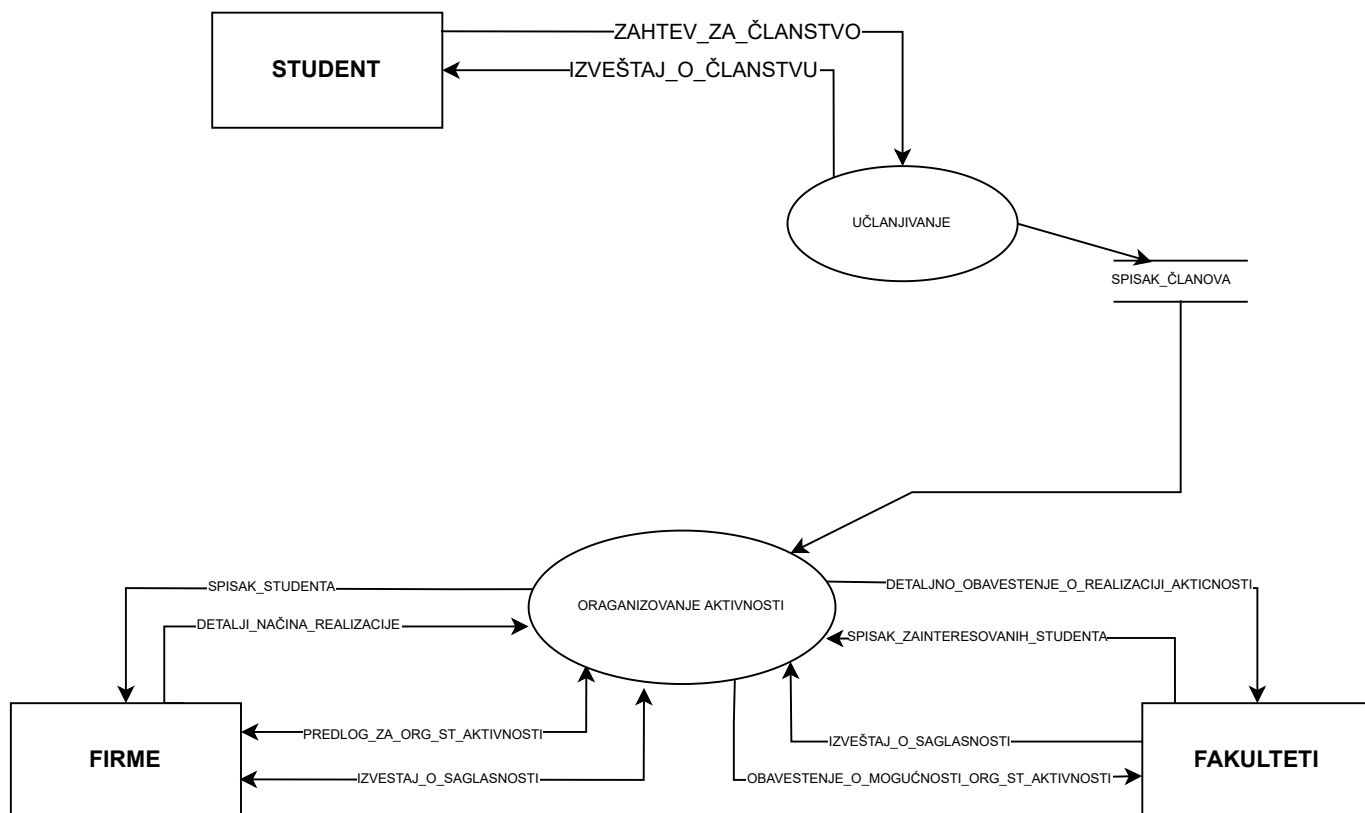 ZAHTEV_ZA_ČLANSTVO
STUDENT
IZVEŠTAJ_O_ČLANSTVU
UČLANJIVANJE
SPISAK_ČLANOVA
SPISAK_STUDENTA
ORAGANIZOVANJE AKTIVNOSTI
DETALJNO_OBAVESTENJE_O_REALIZACIJI_AKTICNOSTI
DETALJI_NAČINA_REALIZACIJE
SPISAK_ZAINTERESOVANIH_STUDENTA
PREDLOG_ZA_ORG_ST_AKTIVNOSTI
IZVEŠTAJ_O_SAGLASNOSTI
FIRME
FAKULTETI
IZVESTAJ_O_SAGLASNOSTI
OBAVESTENJE_O_MOGUĆNOSTI_ORG_ST_AKTIVNOSTI